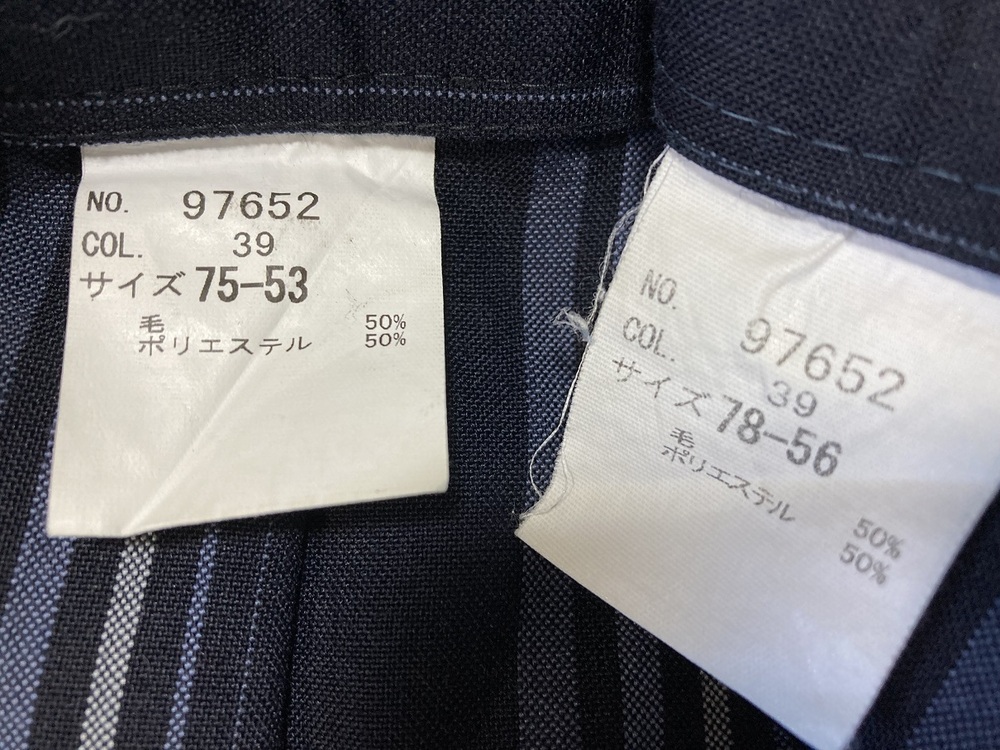 NO. 97652
COL. 39
サイズ 75-53
毛 50%
ポリエステル 50%
NO. 97652
COL. 39
サイズ 78-56
毛 50%
ポリエステル 50%